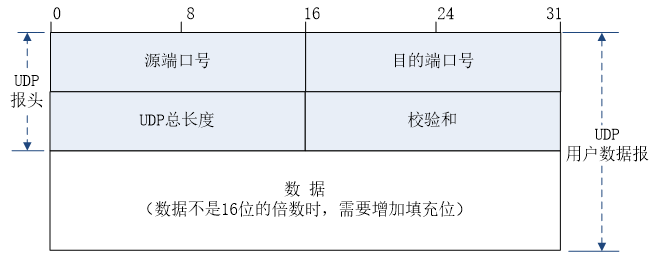 0 8 16 24 31
源端口号 目的端口号
UDP
报头
UDP总长度 校验和
UDP
用户数据报
数 据
（数据不是16位的倍数时，需要增加填充位）